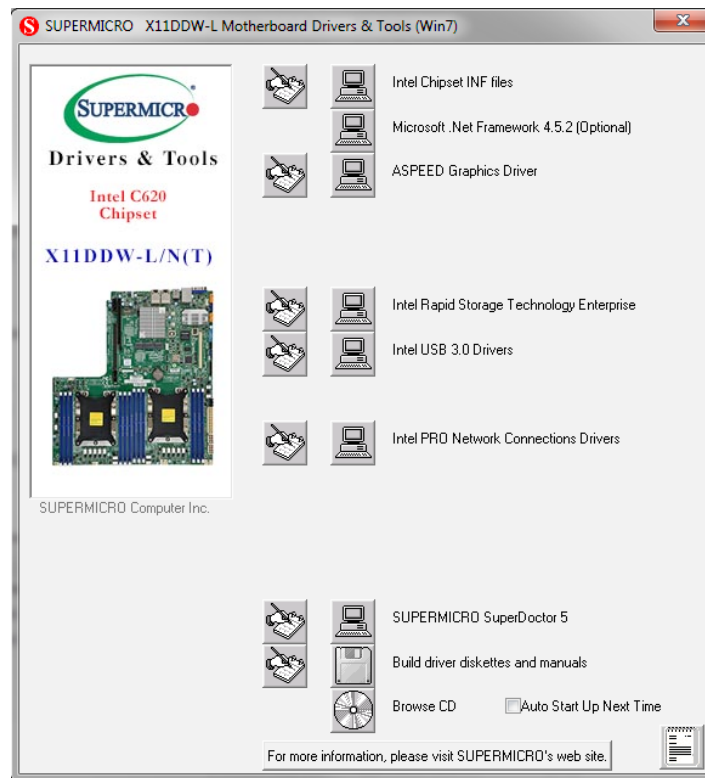 SUPERMICRO X11DDW-L Motherboard Drivers & Tools (Win7)
SUPERMICRO
Drivers & Tools
Intel C620
Chipset
X11DDW-L/N(T)
SUPERMICRO Computer Inc.
Intel Chipset INF files
Microsoft .Net Framework 4.5.2 (Optional)
ASPEED Graphics Driver
Intel Rapid Storage Technology Enterprise
Intel USB 3.0 Drivers
Intel PRO Network Connections Drivers
SUPERMICRO SuperDoctor 5
Build driver diskettes and manuals
Browse CD Auto Start Up Next Time
For more information, please visit SUPERMICRO's web site.